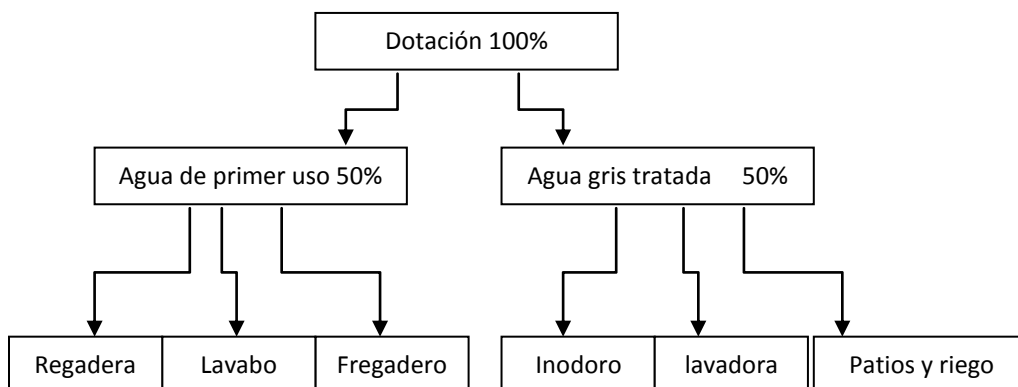 Dotación 100%
Agua de primer uso 50%
Agua gris tratada 50%
Regadera
Lavabo
Fregadero
Inodoro
lavadora
Patios y riego